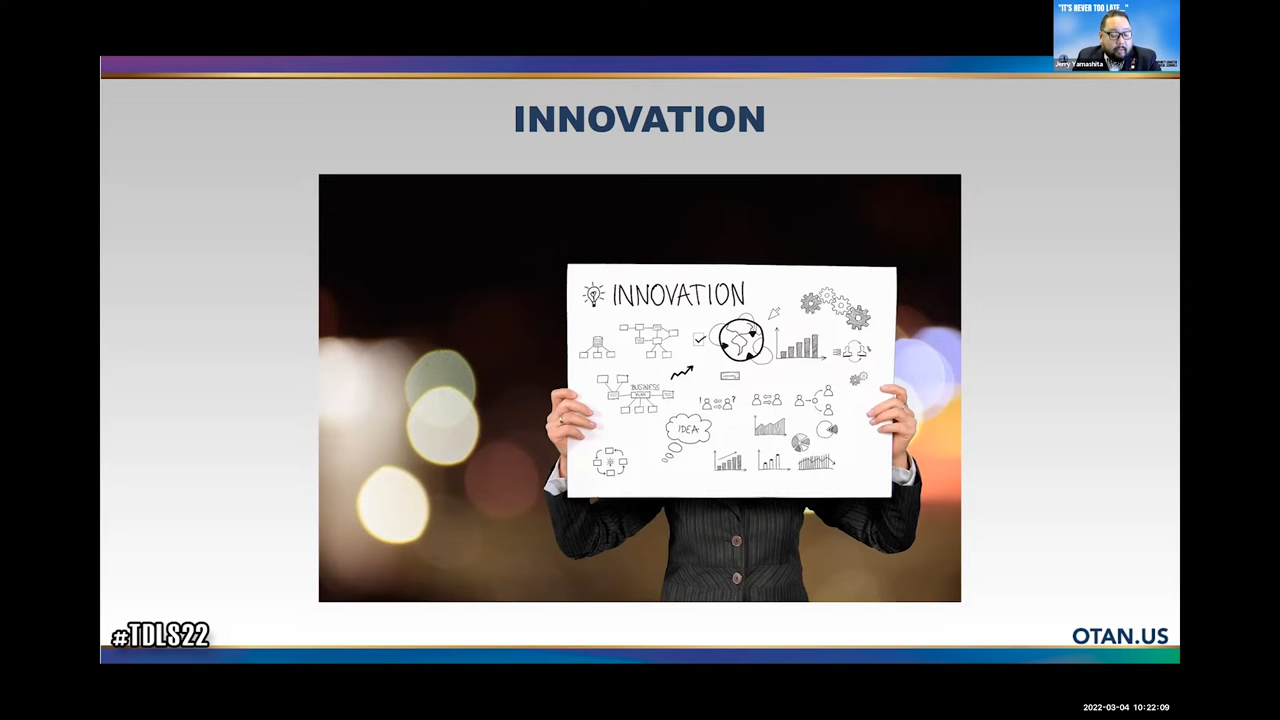 "IT'S NEVER TOO LATE..."
Jerry Yamashita
INNOVATION
INNOVATION
BUSINESS
PLAN
IDEA
#TDLS22
OTAN.US
2022-03-04 10:22:09